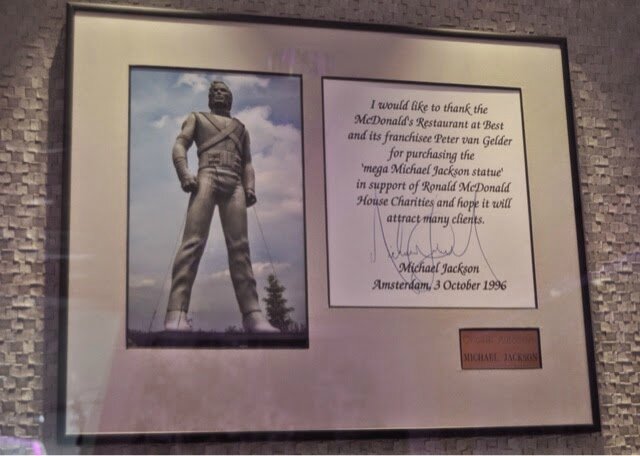 I would like to thank the
McDonald's Restaurant at Best
and its franchisee Peter van Gelder
for purchasing the
'mega Michael Jackson statue'
in support of Ronald McDonald
House Charities and hope it will
attract many clients.
Michael Jackson
Amsterdam, 3 October 1996
MICHAEL JACKSON